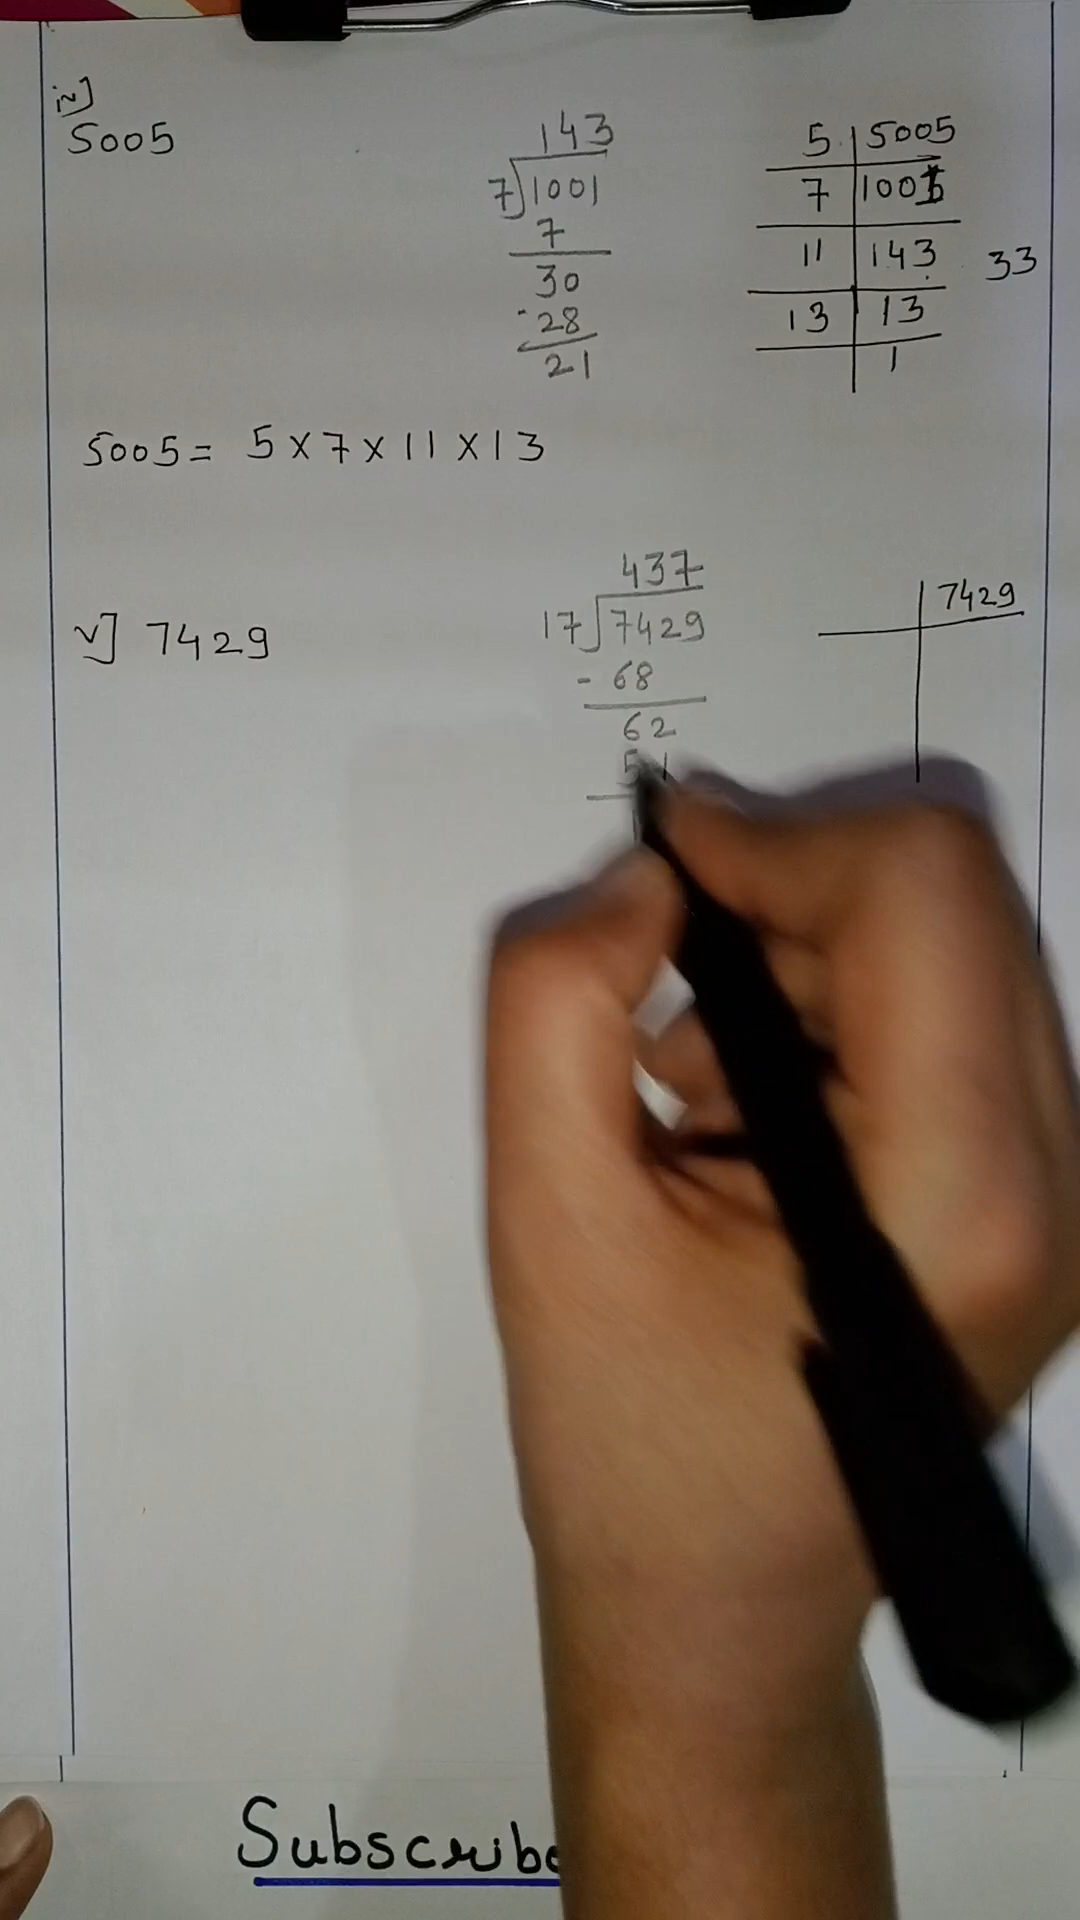 iv]
5005
143
7)1001
7
30
28
21
5 | 5005
7 | 1001
11 | 143 33
13 | 13
1
5005 = 5 × 7 × 11 × 13
v] 7429
437
17)7429
- 68
62
51
7429
Subscribe